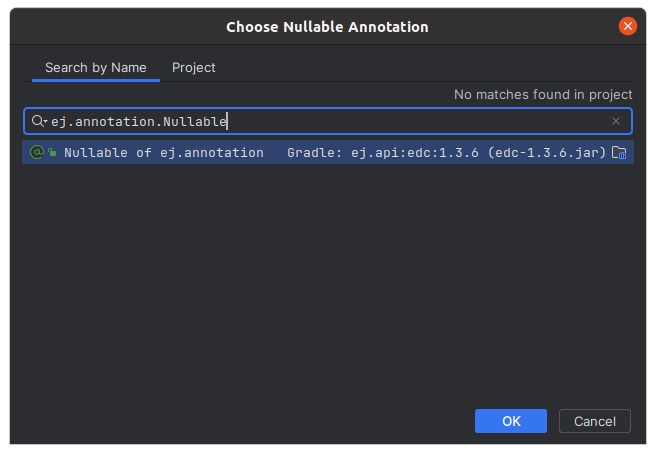 Choose Nullable Annotation
Search by Name Project
No matches found in project
ej.annotation.Nullable
Nullable of ej.annotation Gradle: ej.api:edc:1.3.6 (edc-1.3.6.jar)
OK Cancel